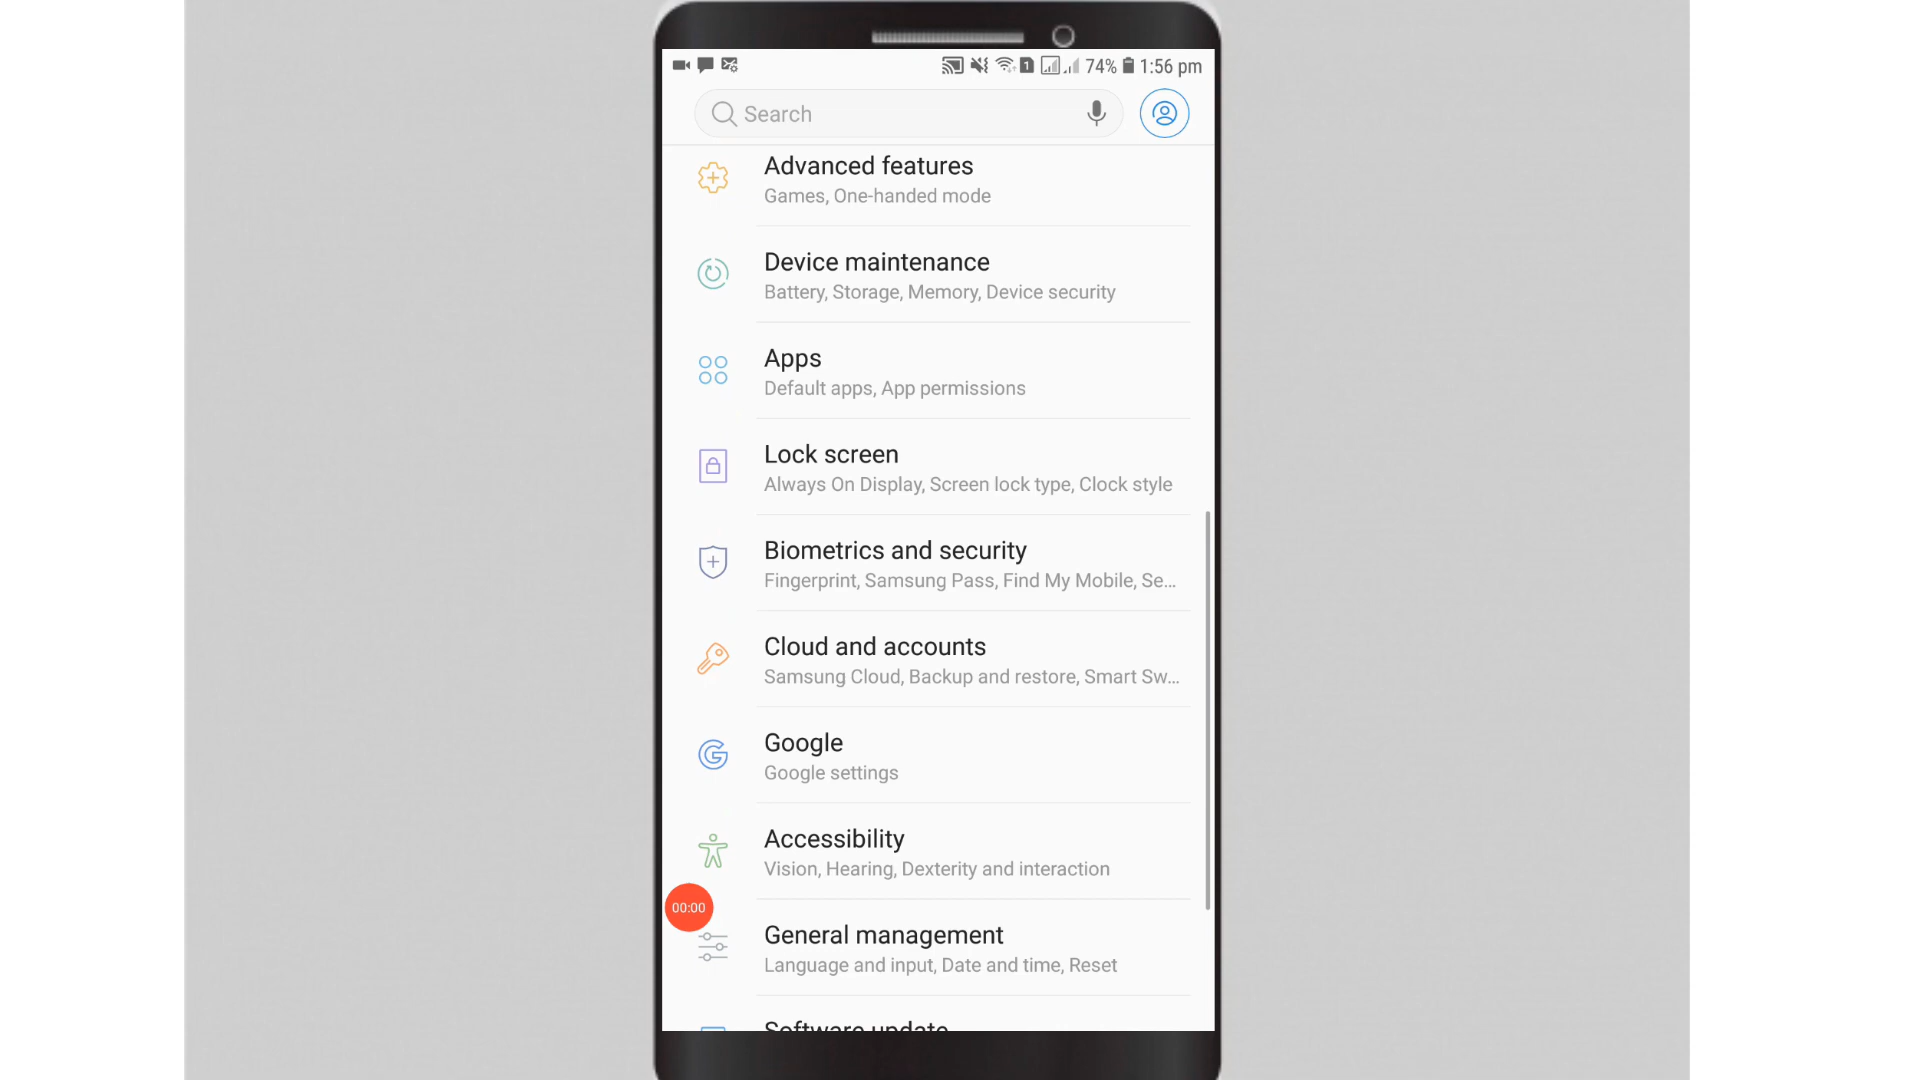 1 74% 1:56 pm
Search
Advanced features
Games, One-handed mode
Device maintenance
Battery, Storage, Memory, Device security
Apps
Default apps, App permissions
Lock screen
Always On Display, Screen lock type, Clock style
Biometrics and security
Fingerprint, Samsung Pass, Find My Mobile, Se...
Cloud and accounts
Samsung Cloud, Backup and restore, Smart Sw...
Google
Google settings
Accessibility
Vision, Hearing, Dexterity and interaction
00:00
General management
Language and input, Date and time, Reset
Software update